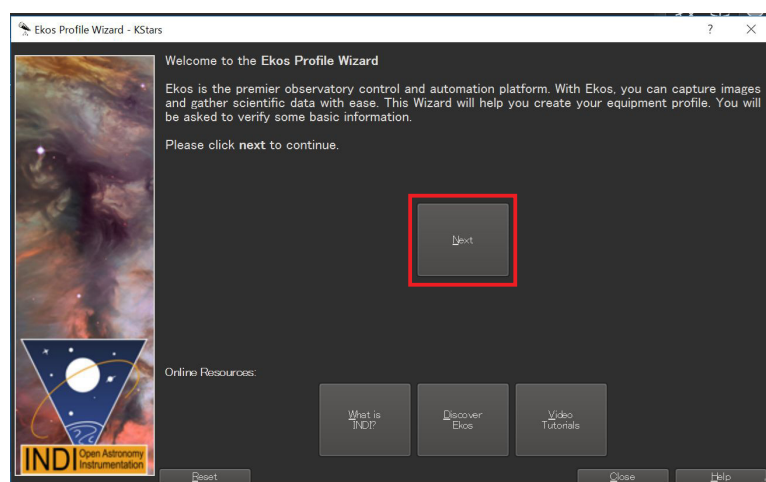 Ekos Profile Wizard - KStars
?
Welcome to the Ekos Profile Wizard
Ekos is the premier observatory control and automation platform. With Ekos, you can capture images
and gather scientific data with ease. This Wizard will help you create your equipment profile. You will
be asked to verify some basic information.
Please click next to continue.
Next
Online Resources:
What is
INDI?
Discover
Ekos
Video
Tutorials
INDI
Open Astronomy
Instrumentation
Reset
Close
Help